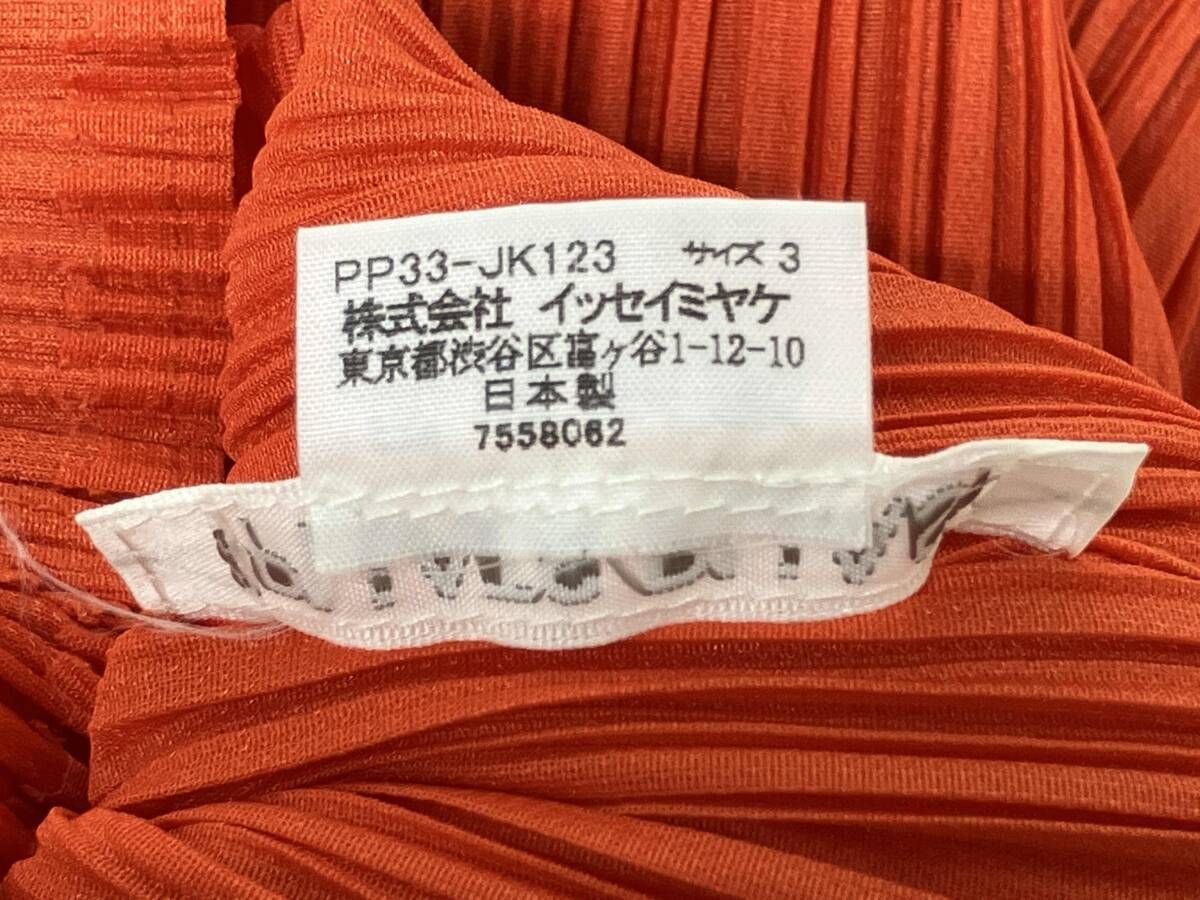 PP33-JK123 サイズ 3
株式会社 イッセイミヤケ
東京都渋谷区富ヶ谷1-12-10
日本製
7558062